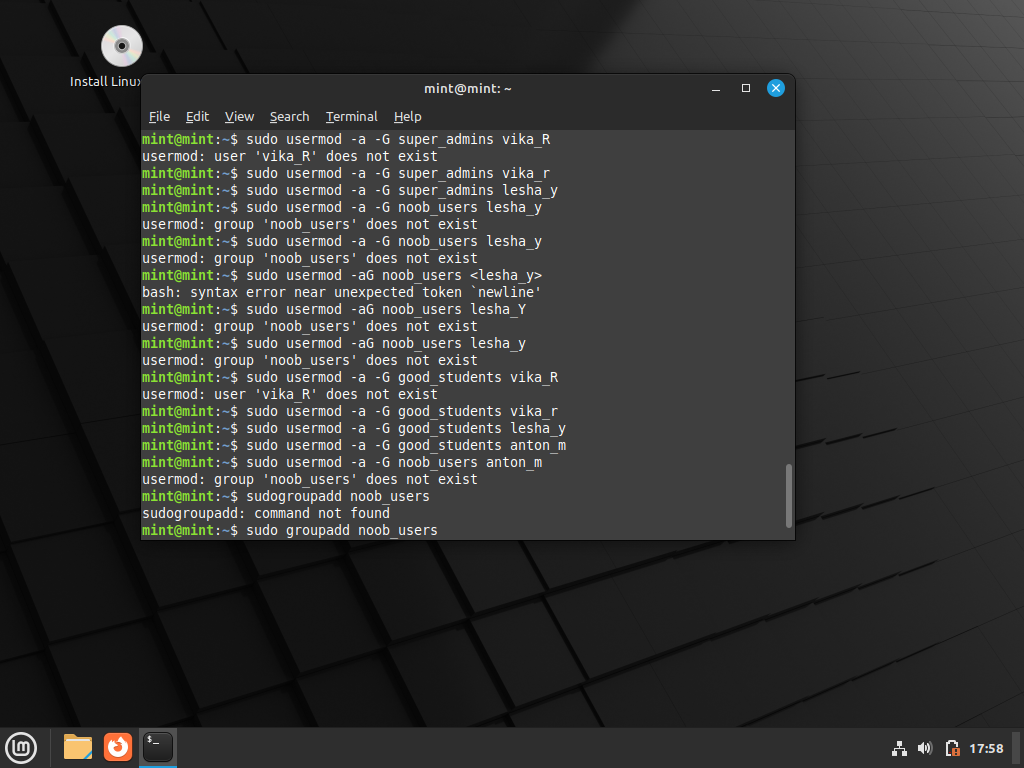 Install Linux
mint@mint: ~
File Edit View Search Terminal Help
mint@mint:~$ sudo usermod -a -G super_admins vika_R
usermod: user 'vika_R' does not exist
mint@mint:~$ sudo usermod -a -G super_admins vika_r
mint@mint:~$ sudo usermod -a -G super_admins lesha_y
mint@mint:~$ sudo usermod -a -G noob_users lesha_y
usermod: group 'noob_users' does not exist
mint@mint:~$ sudo usermod -a -G noob_users lesha_y
usermod: group 'noob_users' does not exist
mint@mint:~$ sudo usermod -aG noob_users <lesha_y>
bash: syntax error near unexpected token `newline'
mint@mint:~$ sudo usermod -aG noob_users lesha_Y
usermod: group 'noob_users' does not exist
mint@mint:~$ sudo usermod -aG noob_users lesha_y
usermod: group 'noob_users' does not exist
mint@mint:~$ sudo usermod -a -G good_students vika_R
usermod: user 'vika_R' does not exist
mint@mint:~$ sudo usermod -a -G good_students vika_r
mint@mint:~$ sudo usermod -a -G good_students lesha_y
mint@mint:~$ sudo usermod -a -G good_students anton_m
mint@mint:~$ sudo usermod -a -G noob_users anton_m
usermod: group 'noob_users' does not exist
mint@mint:~$ sudogroupadd noob_users
sudogroupadd: command not found
mint@mint:~$ sudo groupadd noob_users
$_
17:58